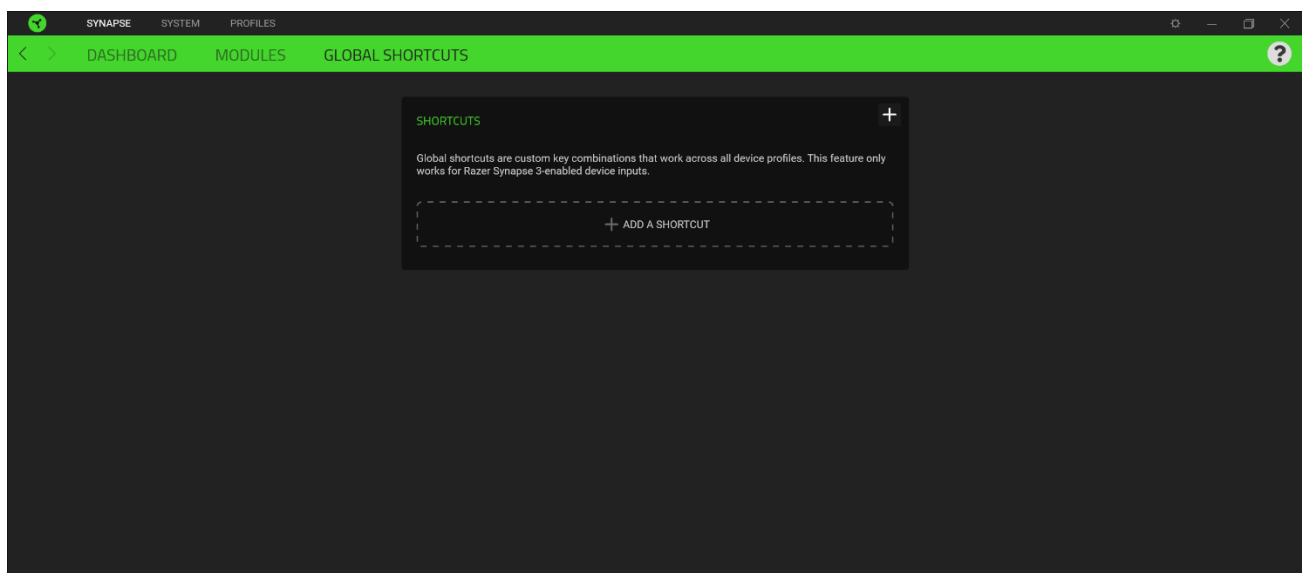 SYNAPSE SYSTEM PROFILES
DASHBOARD MODULES GLOBAL SHORTCUTS ?
SHORTCUTS
Global shortcuts are custom key combinations that work across all device profiles. This feature only
works for Razer Synapse 3-enabled device inputs.
ADD A SHORTCUT